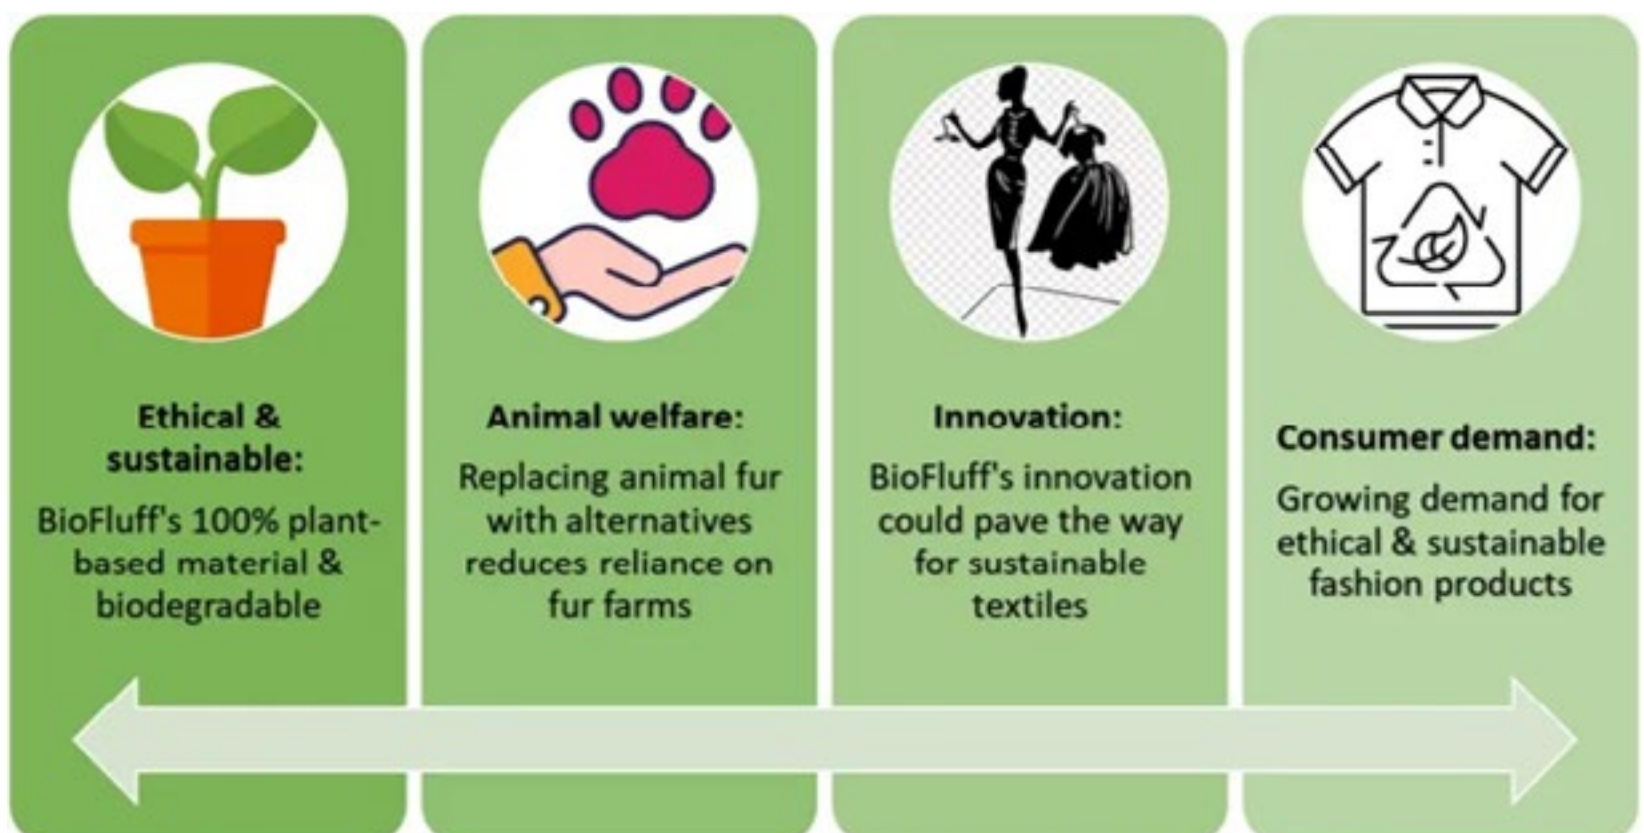 Ethical &
sustainable:
BioFluff's 100% plant-
based material &
biodegradable
Animal welfare:
Replacing animal fur
with alternatives
reduces reliance on
fur farms
Innovation:
BioFluff's innovation
could pave the way
for sustainable
textiles
Consumer demand:
Growing demand for
ethical & sustainable
fashion products